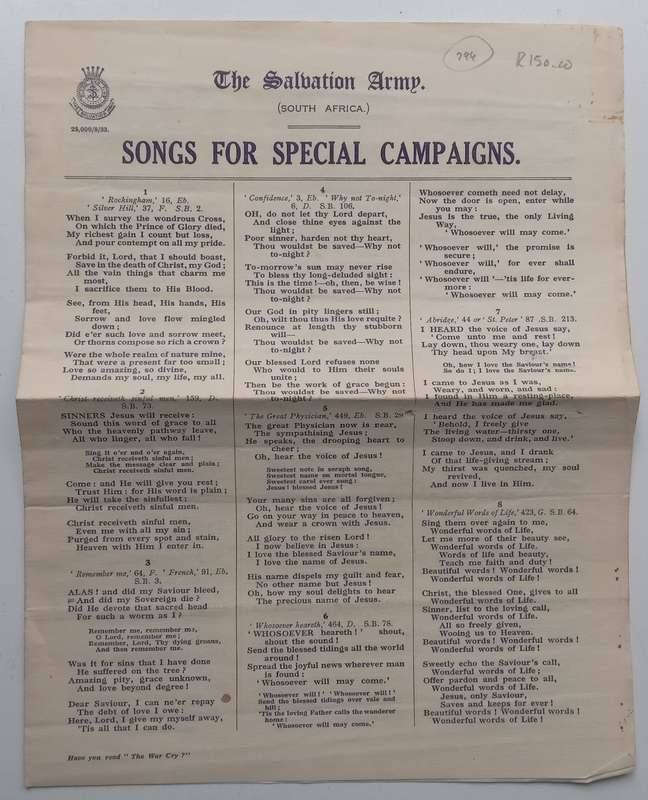 794
R150.00
The Salvation Army.
(SOUTH AFRICA.)
25,000/8/33.
SONGS FOR SPECIAL CAMPAIGNS.
1
'Rockingham,' 16, Eb.
'Silver Hill,' 37, F. S.B. 2.
When I survey the wondrous Cross,
On which the Prince of Glory died,
My richest gain I count but loss,
And pour contempt on all my pride.
Forbid it, Lord, that I should boast,
Save in the death of Christ, my God;
All the vain things that charm me
most,
I sacrifice them to His Blood.
See, from His head, His hands, His
feet,
Sorrow and love flow mingled
down;
Did e'er such love and sorrow meet,
Or thorns compose so rich a crown?
Were the whole realm of nature mine,
That were a present far too small;
Love so amazing, so divine,
Demands my soul, my life, my all.
2
'Christ receiveth sinful men,' 159, D.
S.B. 73.
SINNERS Jesus will receive:
Sound this word of grace to all
Who the heavenly pathway leave,
All who linger, all who fall!
Sing it o'er and o'er again,
Christ receiveth sinful men;
Make the message clear and plain;
Christ receiveth sinful men.
Come: and He will give you rest;
Trust Him: for His word is plain;
He will take the sinfullest;
Christ receiveth sinful men.
Christ receiveth sinful men,
Even me with all my sin;
Purged from every spot and stain,
Heaven with Him I enter in.
3
'Remember me,' 64, F. 'French,' 91, Eb.
S.B. 3.
ALAS! and did my Saviour bleed,
And did my Sovereign die?
Did He devote that sacred head
For such a worm as I?
Remember me, remember me,
O Lord, remember me;
Remember, Lord, Thy dying groans,
And then remember me.
Was it for sins that I have done
He suffered on the tree?
Amazing pity, grace unknown,
And love beyond degree!
Dear Saviour, I can ne'er repay
The debt of love I owe:
Here, Lord, I give my myself away,
'Tis all that I can do.
Have you read "The War Cry?"
4
'Confidence,' 3, Eb. 'Why not To-night,'
6, D. S.B. 106.
OH, do not let thy Lord depart,
And close thine eyes against the
light;
Poor sinner, harden not thy heart,
Thou wouldst be saved—Why not
to-night?
To-morrow's sun may never rise
To bless thy long-deluded sight:
This is the time!—oh, then, be wise!
Thou wouldst be saved—Why not
to-night?
Our God in pity lingers still;
Oh, wilt thou thus His love requite?
Renounce at length thy stubborn
will—
Thou wouldst be saved—Why not
to-night?
Our blessed Lord refuses none
Who would to Him their souls
unite;
Then be the work of grace begun:
Thou wouldst be saved—Why not
to-night?
5
'The Great Physician,' 449, Eb. S.B. 29
The great Physician now is near,
The sympathising Jesus;
He speaks, the drooping heart to
cheer;
Oh, hear the voice of Jesus!
Sweetest note in seraph song,
Sweetest name on mortal tongue,
Sweetest carol ever sung:
Jesus! blessed Jesus!
Your many sins are all forgiven;
Oh, hear the voice of Jesus!
Go on your way in peace to heaven,
And wear a crown with Jesus.
All glory to the risen Lord!
I now believe in Jesus:
I love the blessed Saviour's name,
I love the name of Jesus.
His name dispels my guilt and fear,
No other name but Jesus!
Oh, how my soul delights to hear
The precious name of Jesus.
6
'Whosoever heareth,' 464, D. S.B. 78.
'WHOSOEVER heareth!' shout,
shout the sound!
Send the blessed tidings all the world
around!
Spread the joyful news wherever man
is found:
'Whosoever will may come.'
'Whosoever will!' 'Whosoever will!'
Send the blessed tidings over vale and
hill;
'Tis the loving Father calls the wanderer
home:
'Whosoever will may come.'
Whosoever cometh need not delay,
Now the door is open, enter while
you may:
Jesus is the true, the only Living
Way,
'Whosoever will may come.'
'Whosoever will,' the promise is
secure;
'Whosoever will,' for ever shall
endure,
'Whosoever will'—'tis life for ever-
more:
'Whosoever will may come.'
7
'Abridge,' 44 or 'St. Peter' 87 .S.B. 213.
I HEARD the voice of Jesus say,
'Come unto me and rest!
Lay down, thou weary one, lay down
Thy head upon My breast.
Oh, how I love the Saviour's name!
So do I; I love the Saviour's name.
I came to Jesus as I was,
Weary, and worn, and sad:
I found in Him a resting-place,
And He has made me glad.
I heard the voice of Jesus say,
'Behold, I freely give
The living water—thirsty one,
Stoop down, and drink, and live.'
I came to Jesus, and I drank
Of that life-giving stream;
My thirst was quenched, my soul
revived,
And now I live in Him.
8
'Wonderful Words of Life,' 423, G. S.B. 64.
Sing them over again to me,
Wonderful words of Life.
Let me more of their beauty see,
Wonderful words of Life.
Words of life and beauty,
Teach me faith and duty!
Beautiful words! Wonderful words!
Wonderful words of Life!
Christ, the blessed One, gives to all
Wonderful words of Life.
Sinner, list to the loving call,
Wonderful words of Life.
All so freely given,
Wooing us to Heaven.
Beautiful words! Wonderful words!
Wonderful words of Life!
Sweetly echo the Saviour's call,
Wonderful words of Life;
Offer pardon and peace to all,
Wonderful words of Life.
Jesus, only Saviour,
Saves and keeps for ever!
Beautiful words! Wonderful words!
Wonderful words of Life!